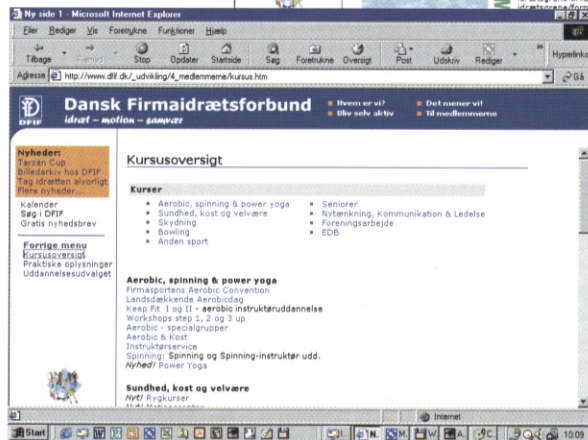 Ny side 1 - Microsoft Internet Explorer
Filer Rediger Vis Foretrukne Funktioner Hjælp
Tilbage Fremad Stop Opdater Startside Søg Foretrukne Oversigt Post Udskriv Rediger Hyperlinks
Adresse http://www.dfif.dk/_udvikling/4_medlemmerne/kursus.htm Gå
DFIF
Dansk Firmaidrætsforbund
idræt - motion - samvær
Hvem er vi? Det mener vi!
Bliv selv aktiv Til medlemmerne
Nyheder:
Tarzan Cup
Billedarkiv hos DFIF
Tag idrætten alvorligt
Flere nyheder...
Kalender
Søg i DFIF
Gratis nyhedsbrev
Forrige menu
Kursusoversigt
Praktiske oplysninger
Uddannelsesudvalget
Kursusoversigt
Kurser
Aerobic, spinning & power yoga
Sundhed, kost og velvære
Skydning
Bowling
Anden sport
Seniorer
Nytænkning, Kommunikation & Ledelse
Foreningsarbejde
EDB
Aerobic, spinning & power yoga
Firmasportens Aerobic Convention
Landsdækkende Aerobicdag
Keep Fit I og II - aerobic instruktøruddannelse
Workshops step 1, 2 og 3 up
Aerobic - specialgrupper
Aerobic & Kost
Instruktørservice
Spinning: Spinning og Spinning-instruktør udd.
Nyhed! Power Yoga
Sundhed, kost og velvære
Nyt! Rygkurser
Internet
Start 10:09